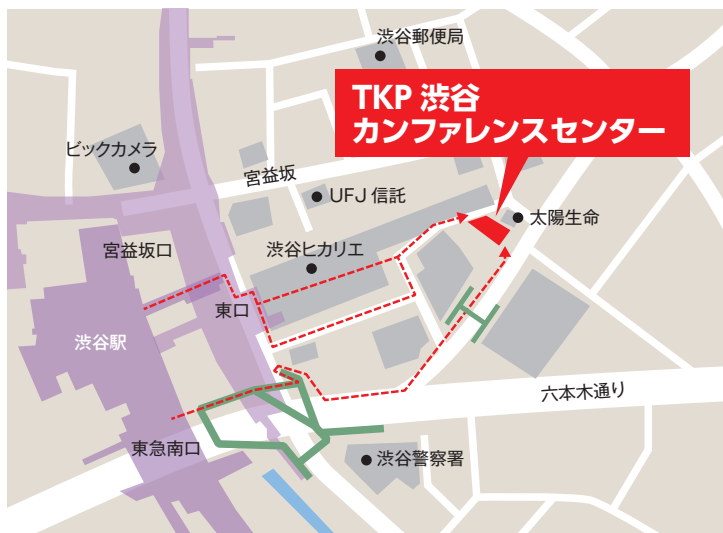 渋谷郵便局
TKP 渋谷
カンファレンスセンター
ビックカメラ
宮益坂
UFJ 信託
太陽生命
宮益坂口
渋谷ヒカリエ
東口
渋谷駅
六本木通り
東急南口
渋谷警察署